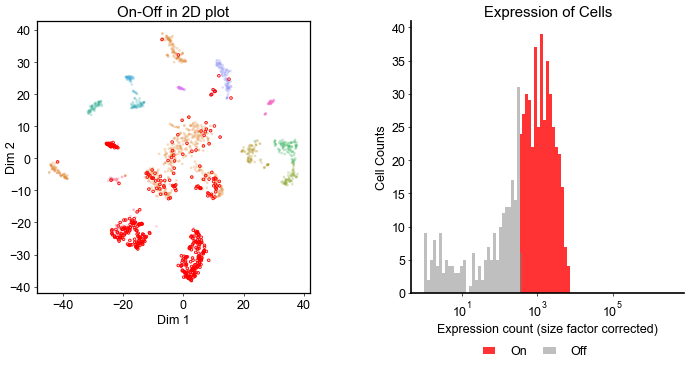 On-Off in 2D plot
40
30
20
10
0
−10
−20
−30
−40
Dim 2
−40 −20 0 20 40
Dim 1
Expression of Cells
40
35
30
25
20
15
10
5
0
Cell Counts
10^1 10^3 10^5
Expression count (size factor corrected)
On Off